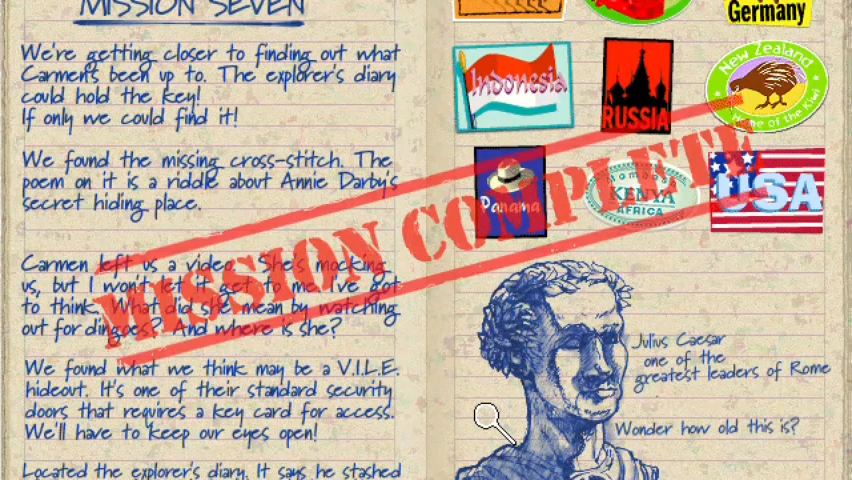 MISSION SEVEN
We're getting closer to finding out what
Carmen's been up to. The explorer's diary
could hold the key!
If only we could find it!
We found the missing cross-stitch. The
poem on it is a riddle about Annie Darby's
secret hiding place.
Carmen left us a video. She's mocking
us, but I won't let it get to me. I've got
to think. What did she mean by watching
out for dingoes? And where is she?
We found what we think may be a V.I.L.E.
hideout. It's one of their standard security
doors that requires a key card for access.
We'll have to keep our eyes open!
Located the explorer's diary. It says he stashed
MISSION COMPLETE
Germany
Indonesia
RUSSIA
New Zealand
Home of the Kiwi
Panama
KENYA
AFRICA
USA
Julius Caesar
one of the
greatest leaders of Rome
Wonder how old this is?